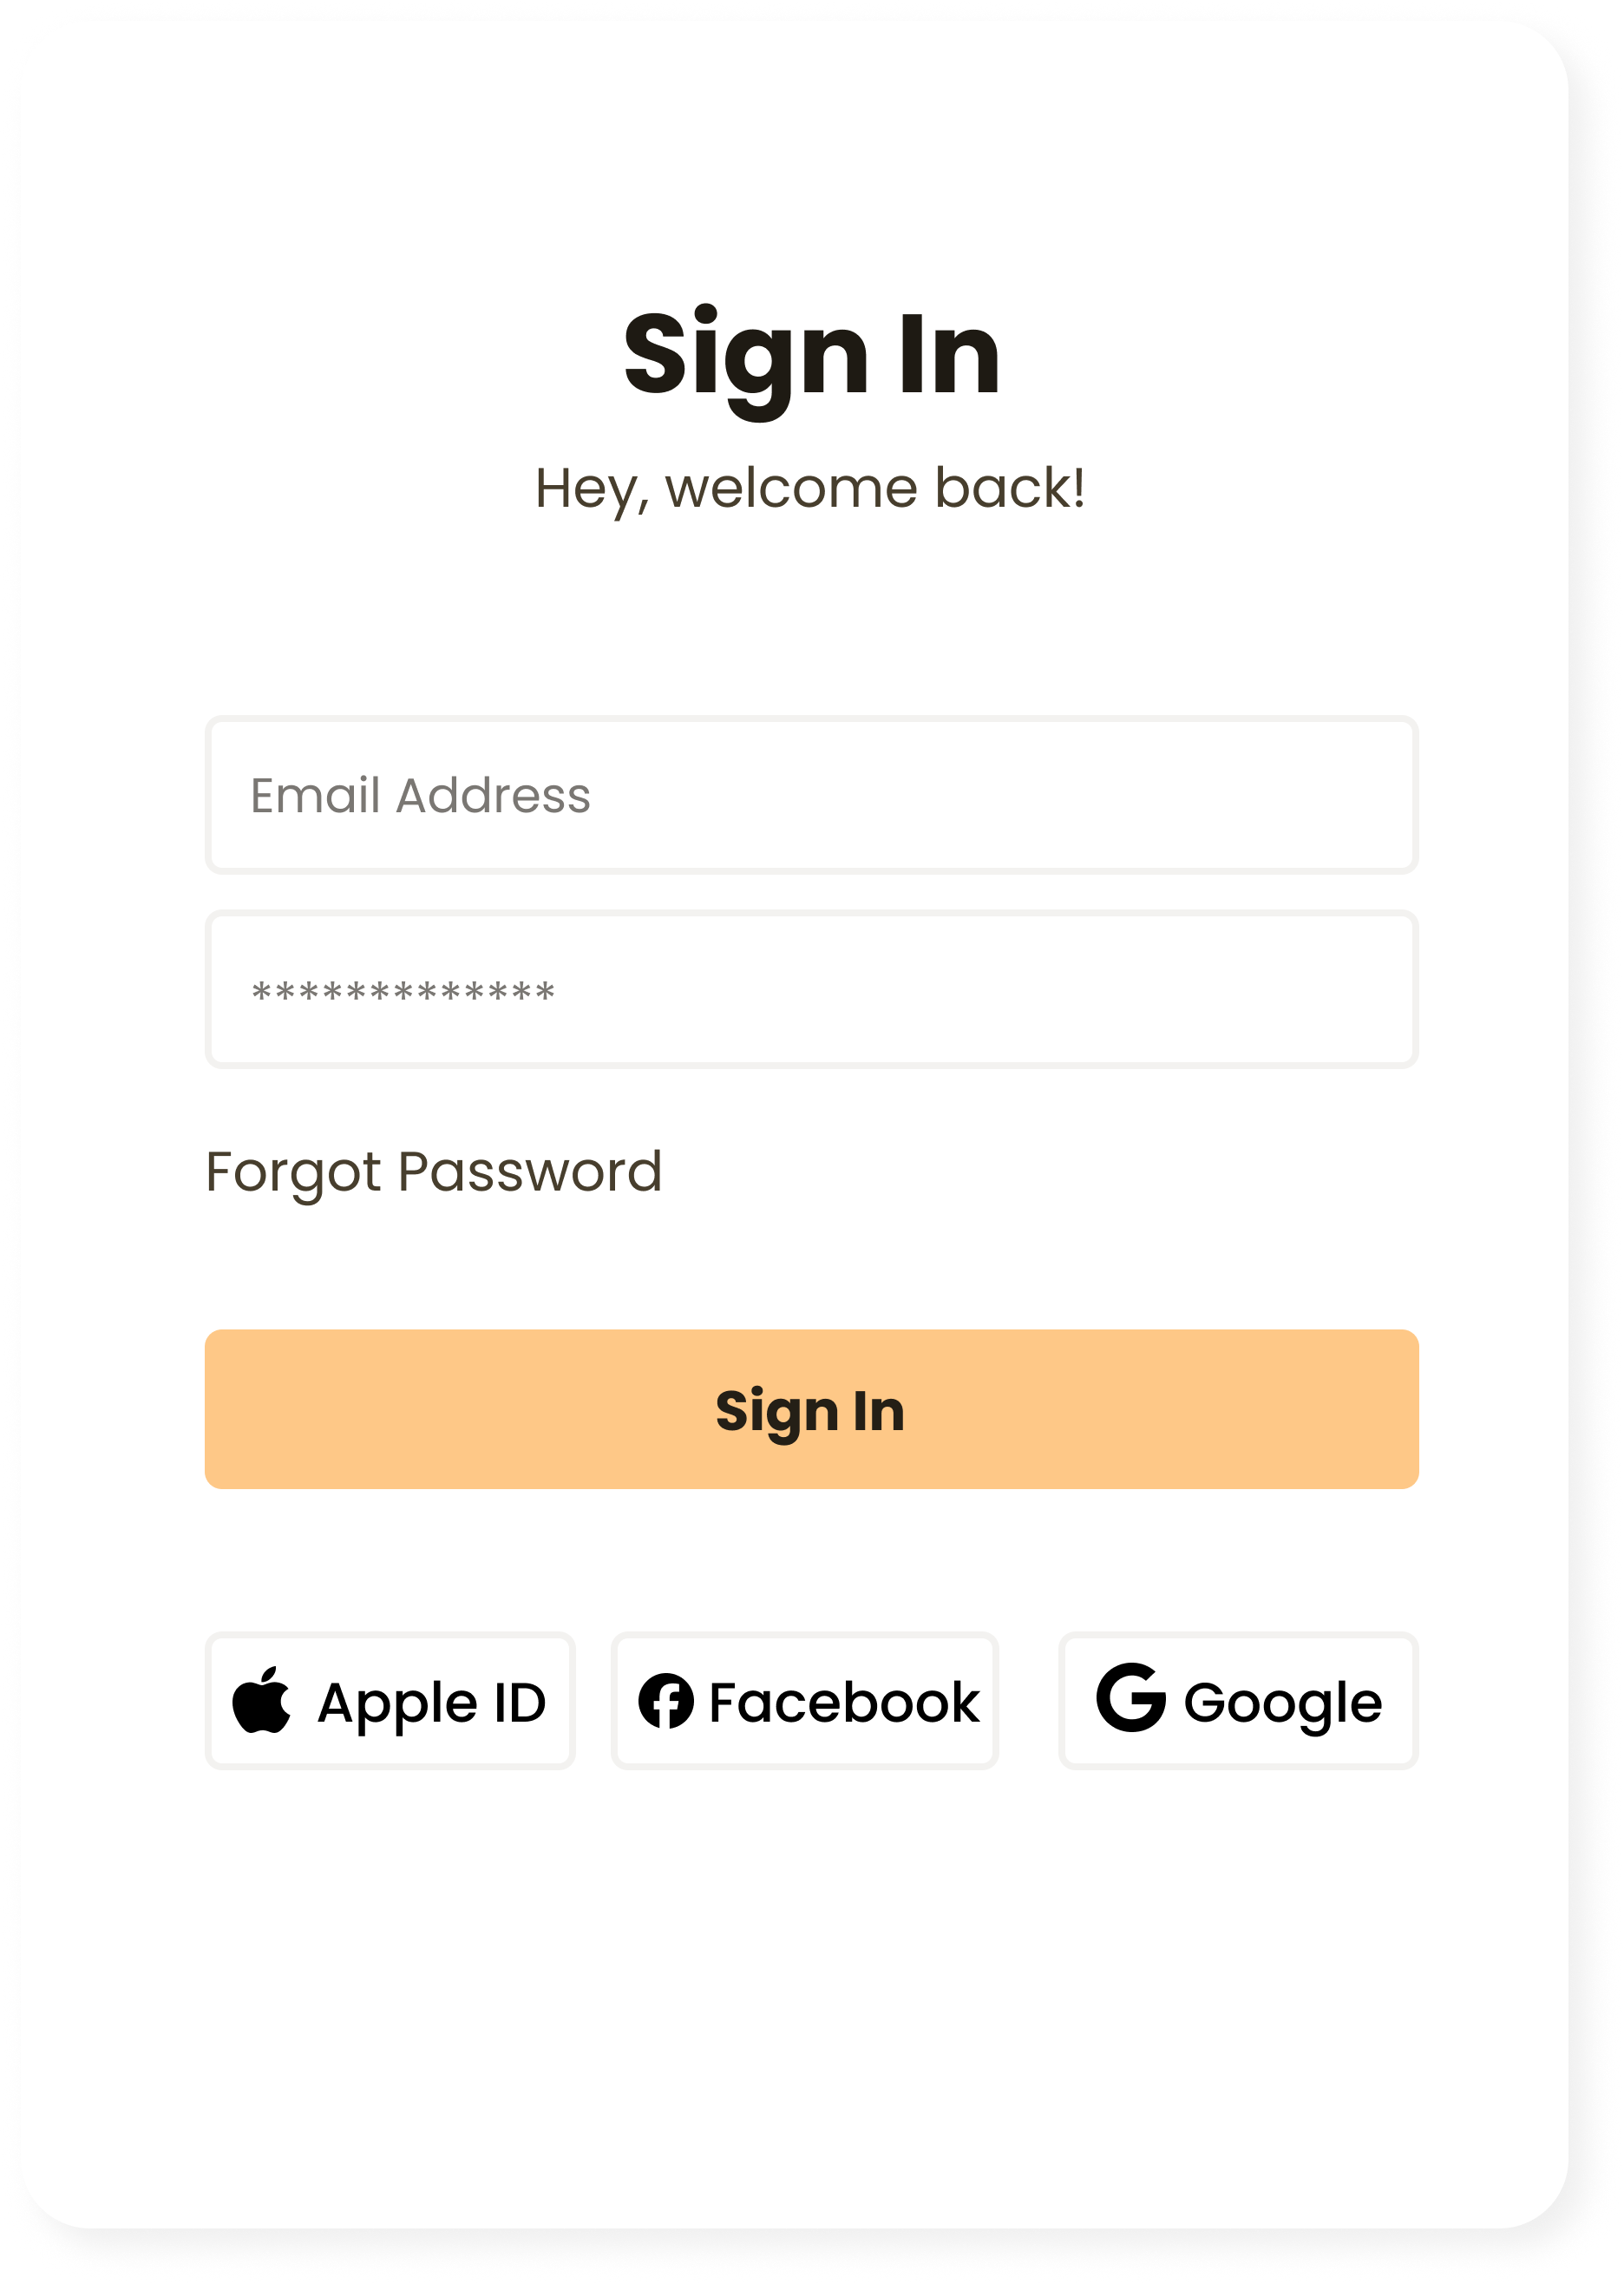 Sign In
Hey, welcome back!
Email Address
*************
Forgot Password
Sign In
Apple ID Facebook Google